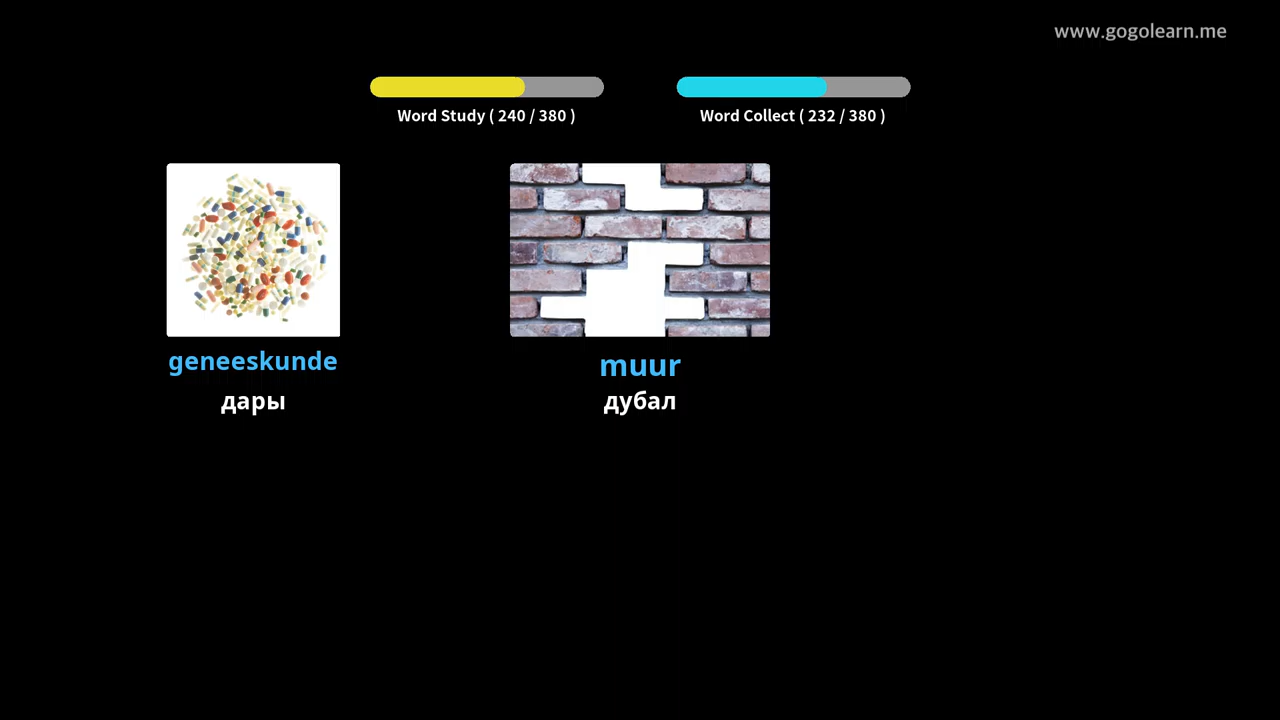 www.gogolearn.me
Word Study ( 240 / 380 )
Word Collect ( 232 / 380 )
geneeskunde
дары
muur
дубал